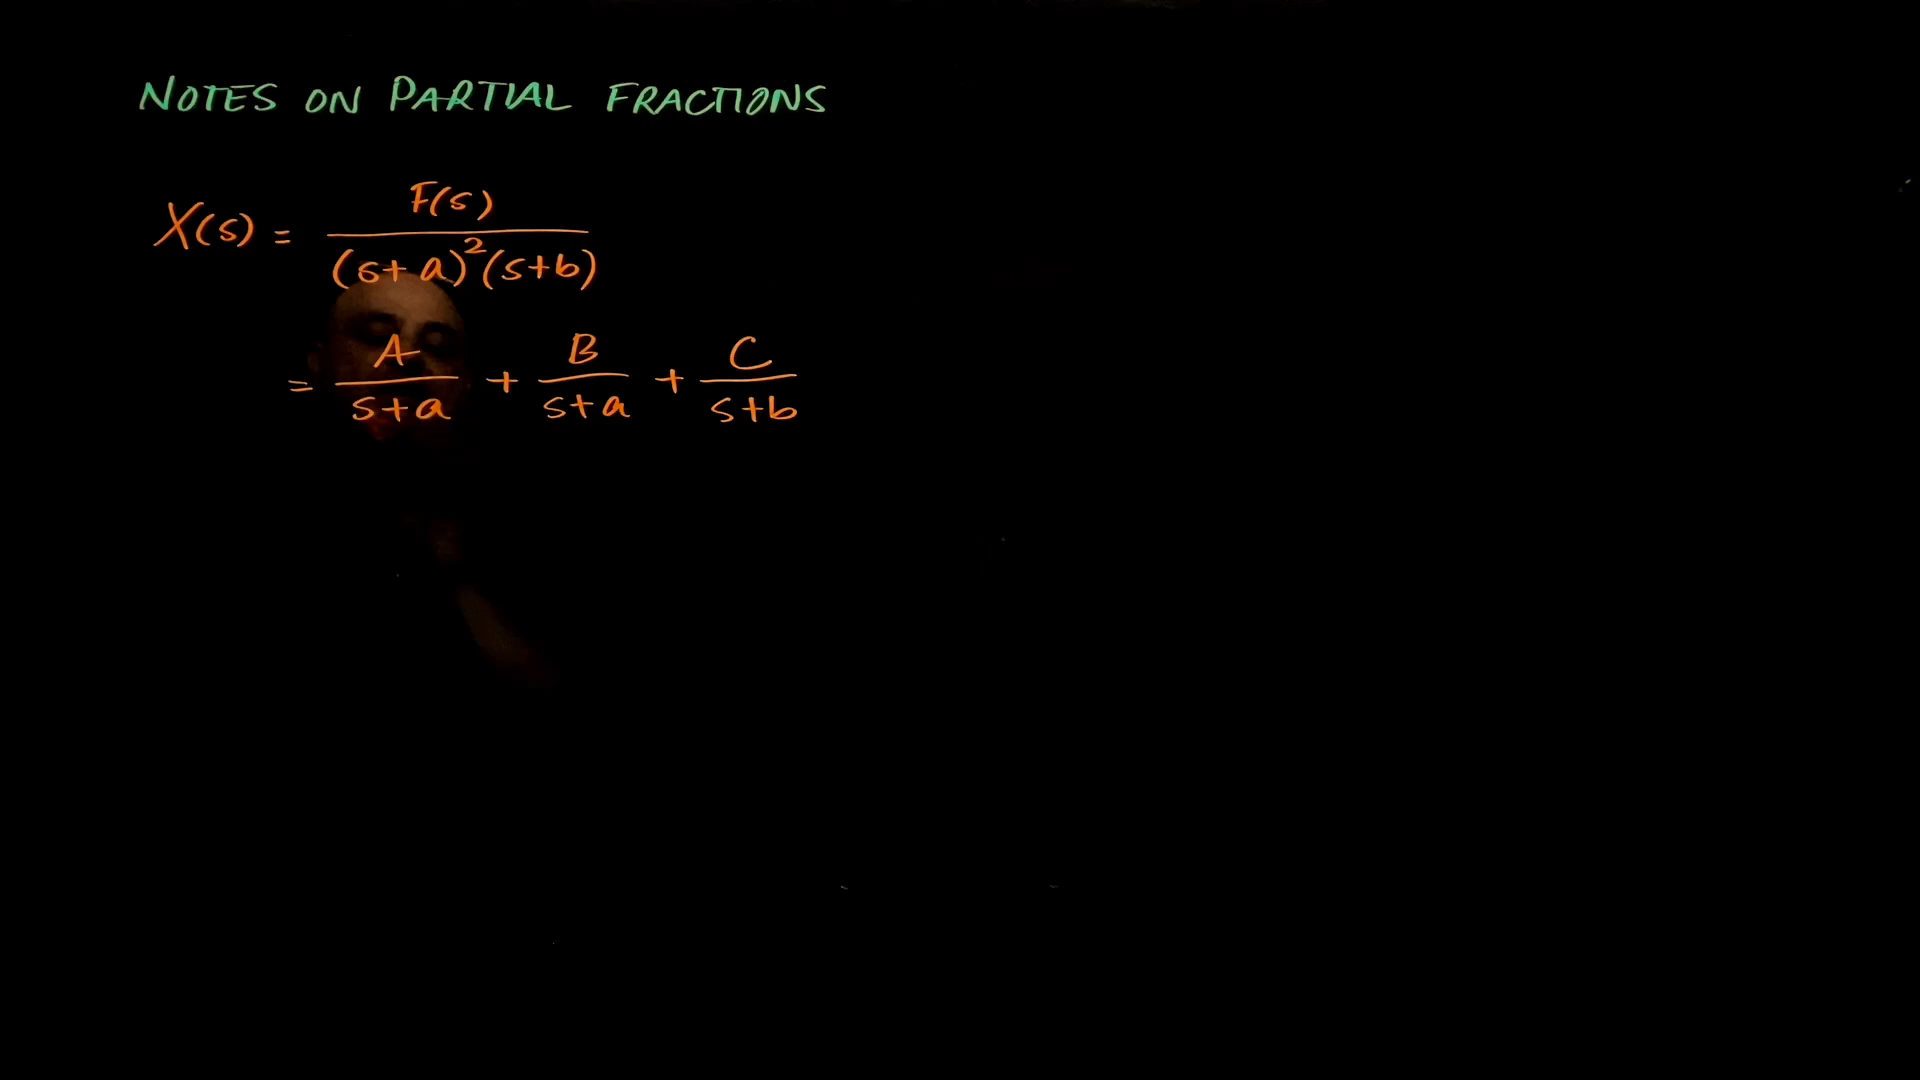 NOTES ON PARTIAL FRACTIONS
X(s) = F(s) / (s+a)²(s+b)
= A/(s+a) + B/(s+a) + C/(s+b)